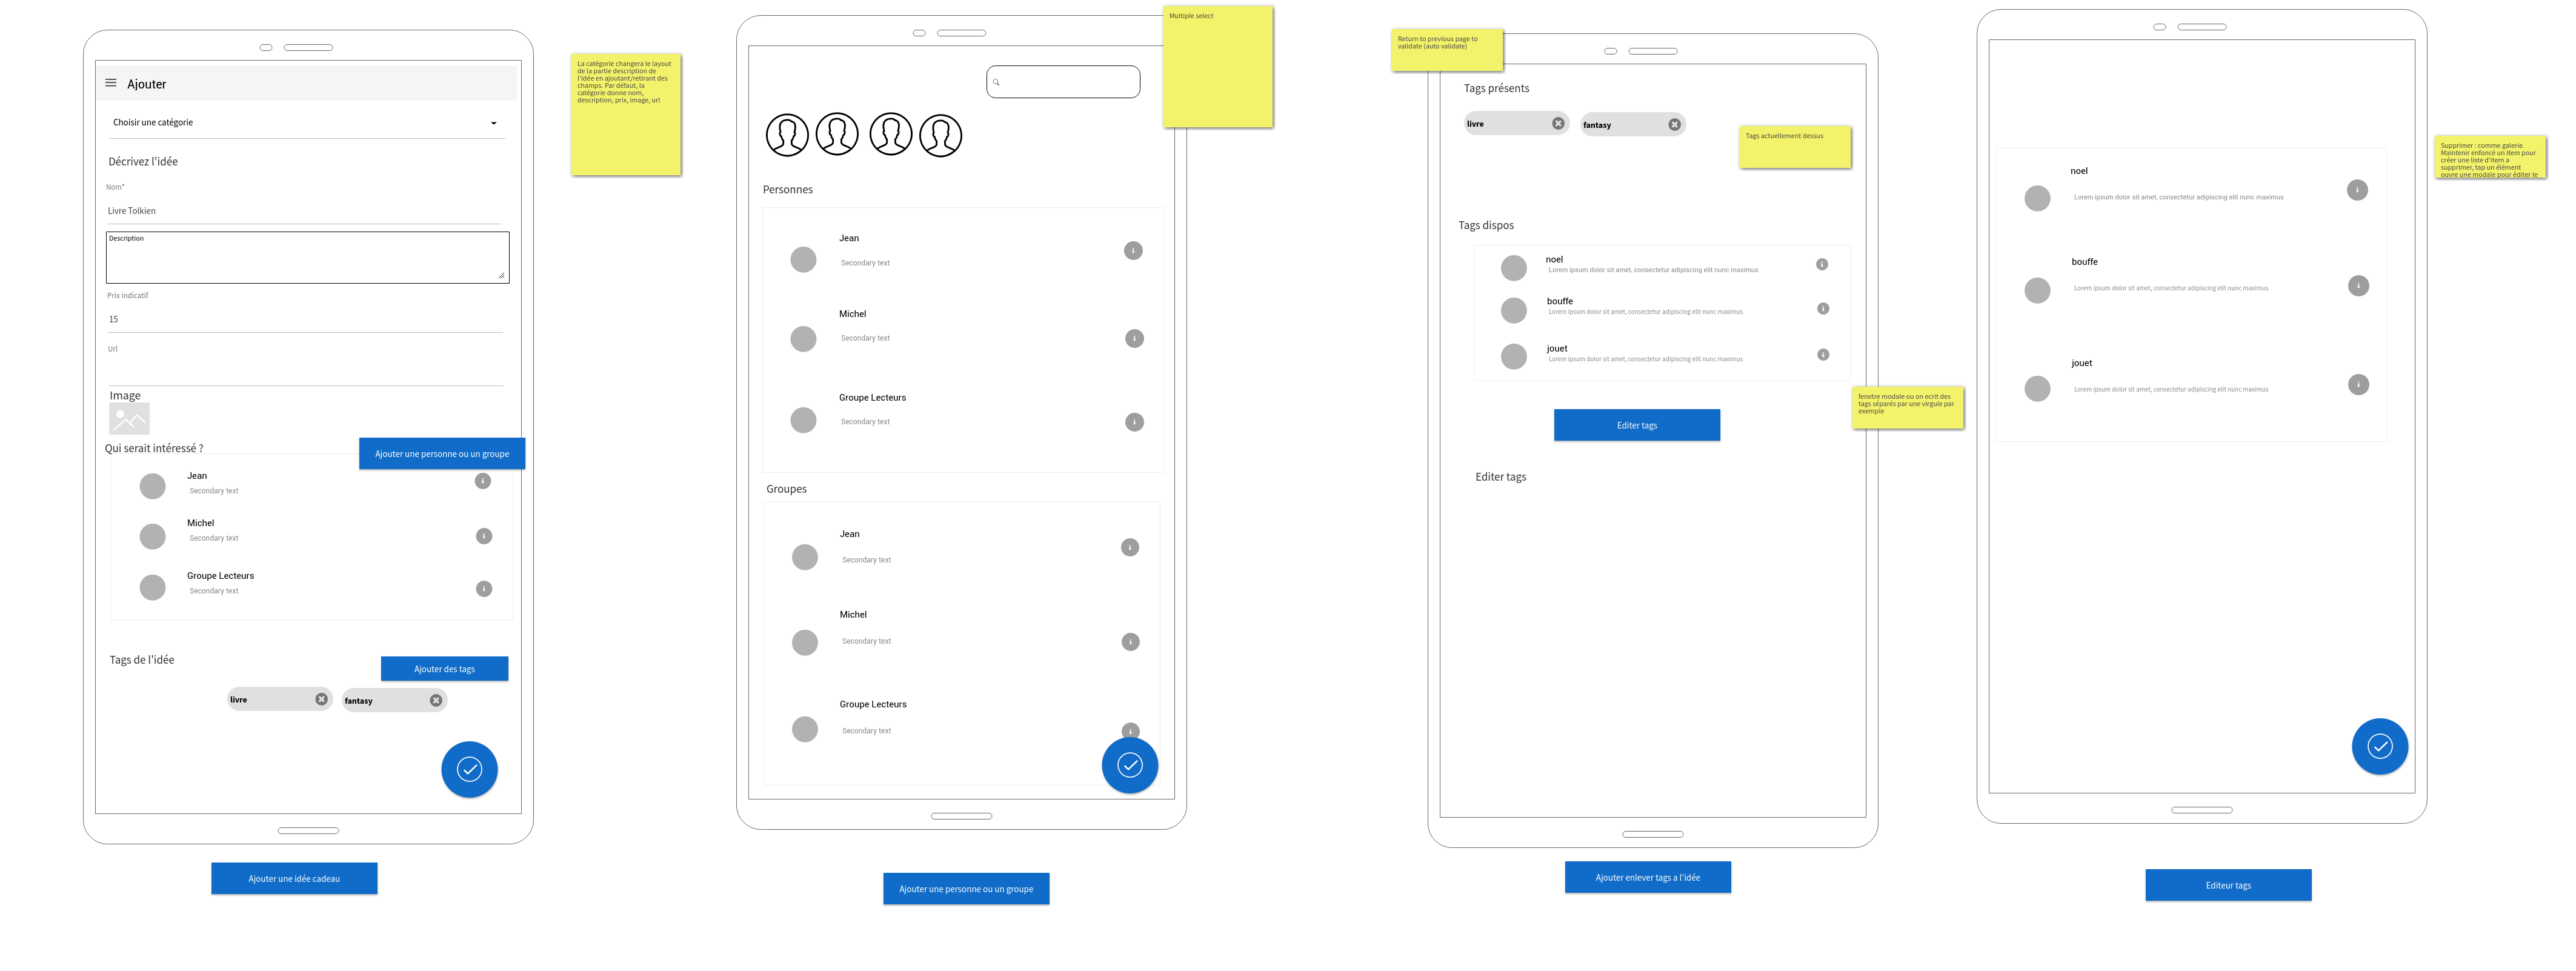 Ajouter
Choisir une catégorie
Décrivez l'idée
Nom*
Livre Tolkien
Description
Prix indicatif
15
Url
Image
Qui serait intéressé ?
Ajouter une personne ou un groupe
Jean
Secondary text
Michel
Secondary text
Groupe Lecteurs
Secondary text
Tags de l'idée
Ajouter des tags
livre
fantasy
Ajouter une idée cadeau
La catégorie changera le layout
de la partie description de
l'idée en ajoutant/retirant des
champs. Par défaut, la
catégorie donne nom,
description, prix, image, url
Multiple select
Personnes
Jean
Secondary text
Michel
Secondary text
Groupe Lecteurs
Secondary text
Groupes
Jean
Secondary text
Michel
Secondary text
Groupe Lecteurs
Secondary text
Ajouter une personne ou un groupe
Return to previous page to
validate (auto validate)
Tags présents
livre
fantasy
Tags actuellement dessus
Tags dispos
noel
Lorem ipsum dolor sit amet, consectetur adipiscing elit nunc maximus
bouffe
Lorem ipsum dolor sit amet, consectetur adipiscing elit nunc maximus
jouet
Lorem ipsum dolor sit amet, consectetur adipiscing elit nunc maximus
fenetre modale ou on ecrit des
tags séparés par une virgule par
exemple
Editer tags
Editer tags
Ajouter enlever tags a l'idée
Supprimer : comme galerie.
Maintenir enfoncé un item pour
créer une liste d'item a
supprimer, tap un élément
ouvre une modale pour éditer le
noel
Lorem ipsum dolor sit amet, consectetur adipiscing elit nunc maximus
bouffe
Lorem ipsum dolor sit amet, consectetur adipiscing elit nunc maximus
jouet
Lorem ipsum dolor sit amet, consectetur adipiscing elit nunc maximus
Editeur tags